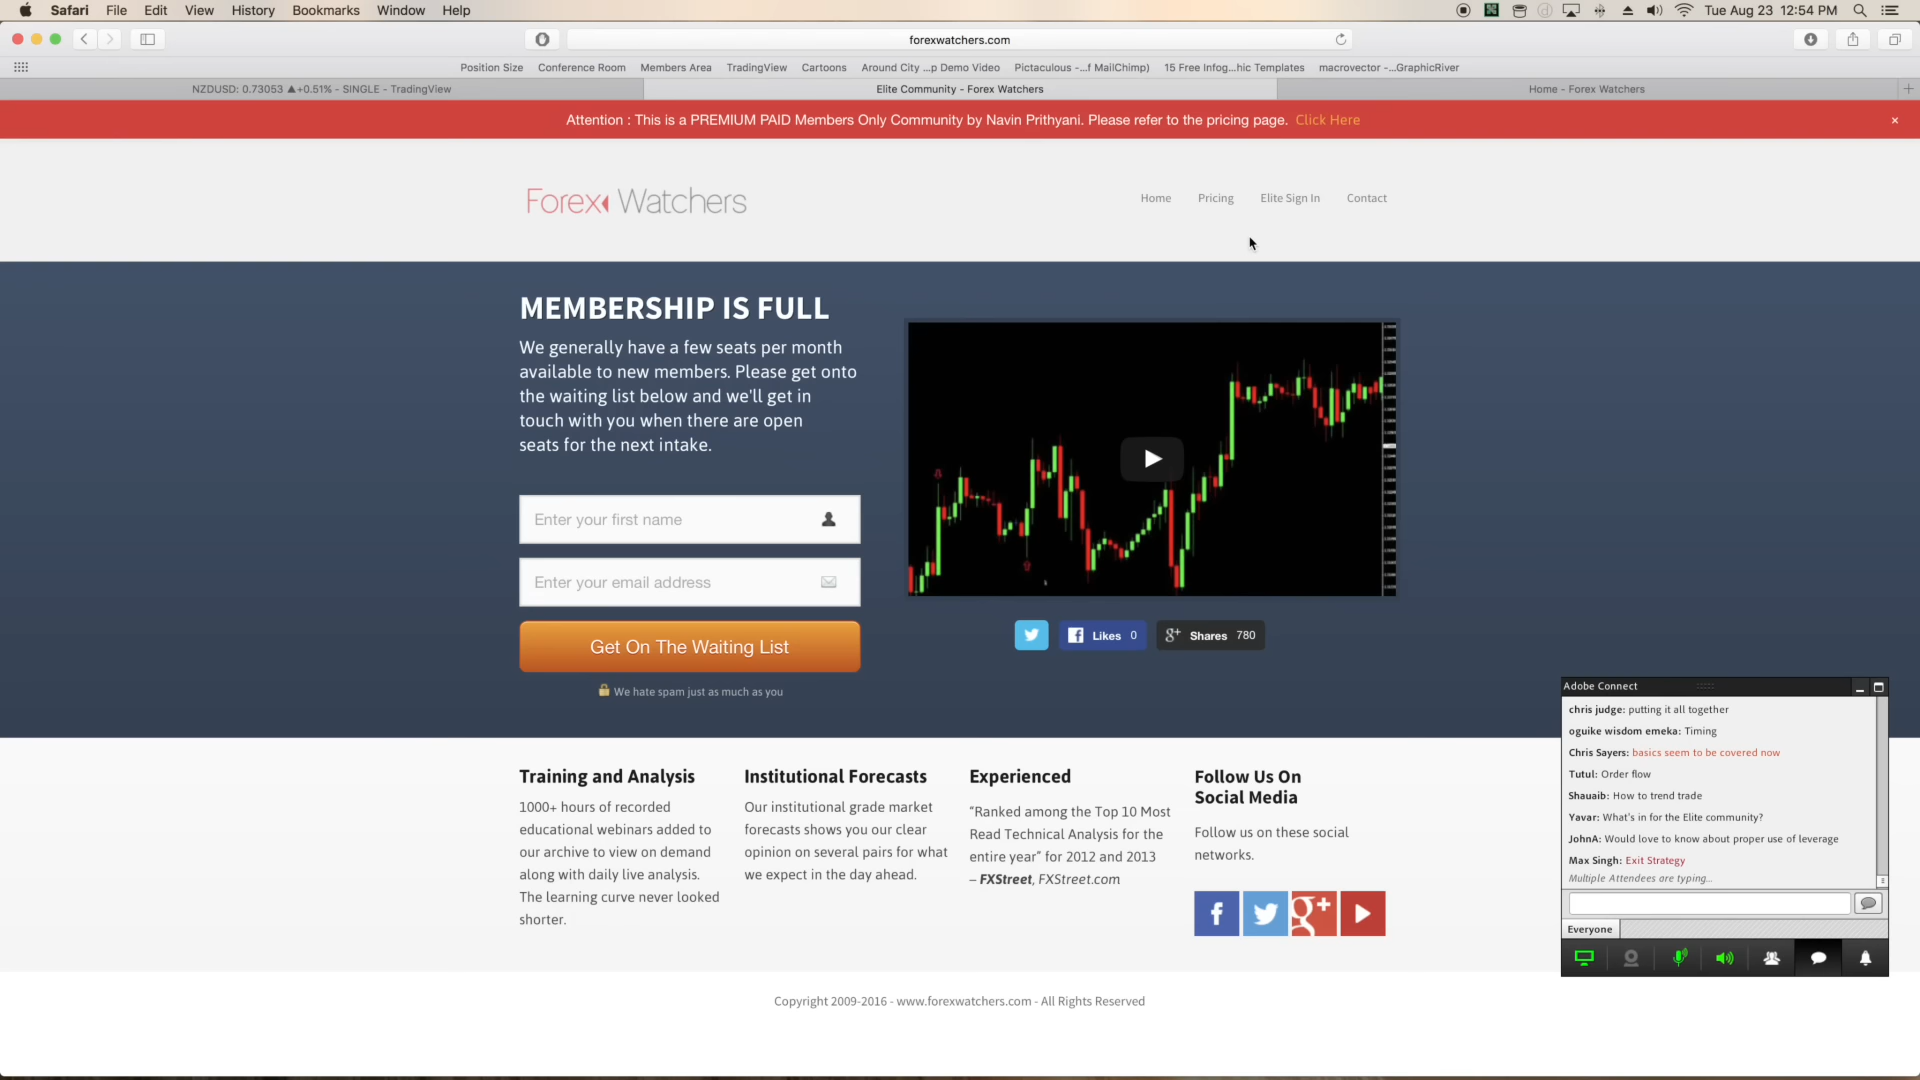 Safari File Edit View History Bookmarks Window Help Tue Aug 23 12:54 PM
forexwatchers.com
Position Size Conference Room Members Area TradingView Cartoons Around City ...p Demo Video Pictaculous -...f MailChimp) 15 Free Infog...hic Templates macrovector -...GraphicRiver
NZDUSD: 0.73053 ▲+0.51% - SINGLE - TradingView Elite Community - Forex Watchers Home - Forex Watchers
Attention : This is a PREMIUM PAID Members Only Community by Navin Prithyani. Please refer to the pricing page. Click Here ×
Forex Watchers
Home Pricing Elite Sign In Contact
MEMBERSHIP IS FULL
We generally have a few seats per month
available to new members. Please get onto
the waiting list below and we'll get in
touch with you when there are open
seats for the next intake.
Enter your first name
Enter your email address
Get On The Waiting List
We hate spam just as much as you
Likes 0 g+ Shares 780
Training and Analysis
1000+ hours of recorded
educational webinars added to
our archive to view on demand
along with daily live analysis.
The learning curve never looked
shorter.
Institutional Forecasts
Our institutional grade market
forecasts shows you our clear
opinion on several pairs for what
we expect in the day ahead.
Experienced
“Ranked among the Top 10 Most
Read Technical Analysis for the
entire year” for 2012 and 2013
– FXStreet, FXStreet.com
Follow Us On
Social Media
Follow us on these social
networks.
Adobe Connect
chris judge: putting it all together
oguike wisdom emeka: Timing
Chris Sayers: basics seem to be covered now
Tutul: Order flow
Shauaib: How to trend trade
Yavar: What's in for the Elite community?
JohnA: Would love to know about proper use of leverage
Max Singh: Exit Strategy
Multiple Attendees are typing...
Everyone
Copyright 2009-2016 - www.forexwatchers.com - All Rights Reserved